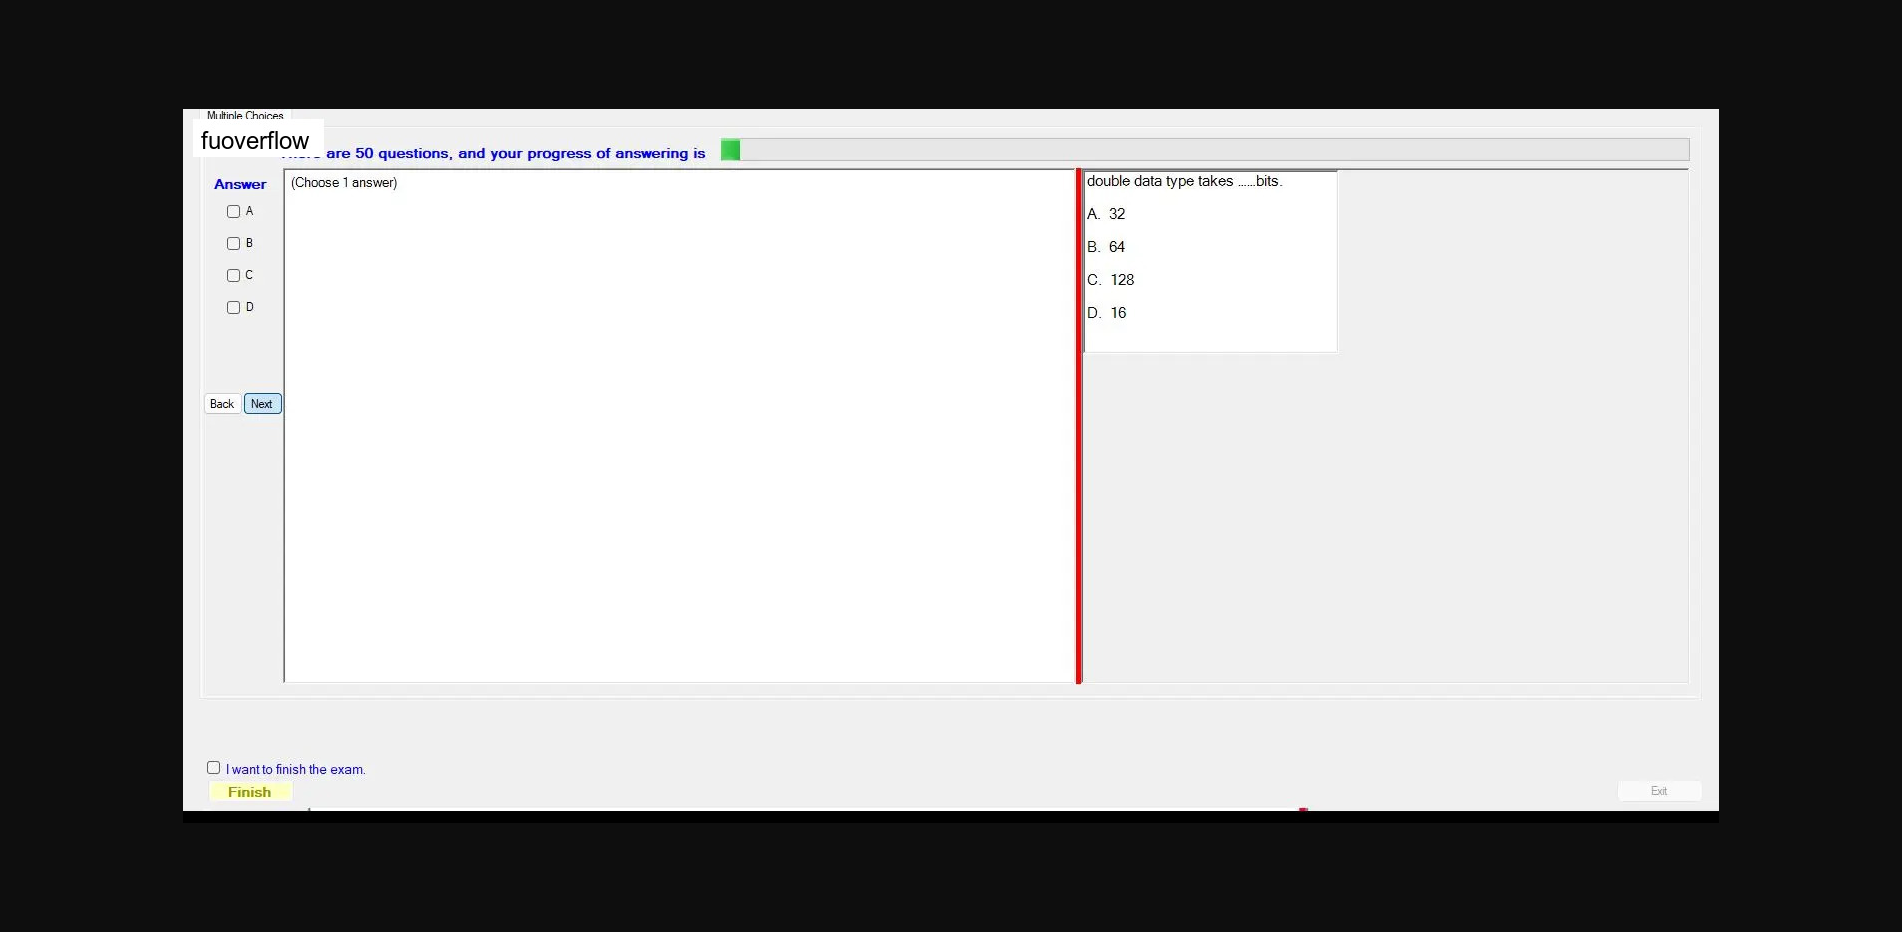 Multiple Choices
fuoverflow
are 50 questions, and your progress of answering is
Answer
(Choose 1 answer)
A
B
C
D
Back Next
double data type takes ......bits.
A. 32
B. 64
C. 128
D. 16
I want to finish the exam.
Finish
Exit